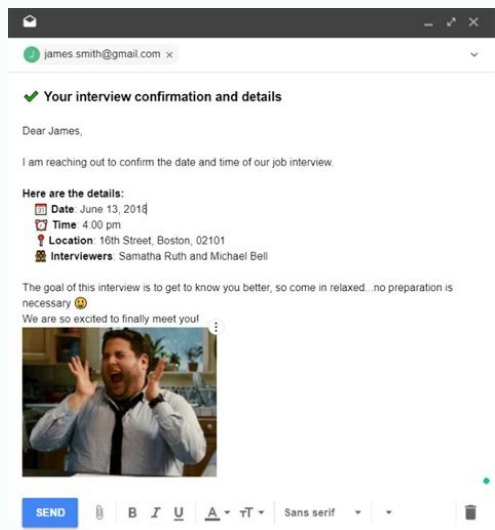 J james.smith@gmail.com ×
Your interview confirmation and details
Dear James,
I am reaching out to confirm the date and time of our job interview.
Here are the details:
Date: June 13, 2018
Time: 4:00 pm
Location: 16th Street, Boston, 02101
Interviewers: Samatha Ruth and Michael Bell
The goal of this interview is to get to know you better, so come in relaxed...no preparation is
necessary
We are so excited to finally meet you!
SEND B I U A TT Sans serif